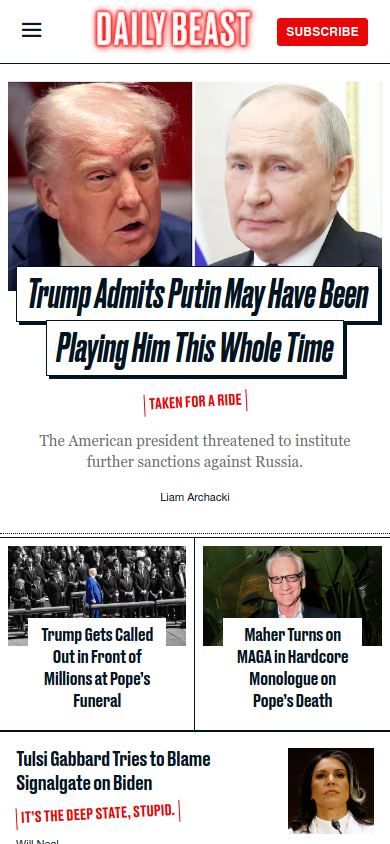 DAILY BEAST
SUBSCRIBE
Trump Admits Putin May Have Been
Playing Him This Whole Time
TAKEN FOR A RIDE
The American president threatened to institute
further sanctions against Russia.
Liam Archacki
Trump Gets Called
Out in Front of
Millions at Pope’s
Funeral
Maher Turns on
MAGA in Hardcore
Monologue on
Pope’s Death
Tulsi Gabbard Tries to Blame
Signalgate on Biden
IT’S THE DEEP STATE, STUPID.
Will Neal